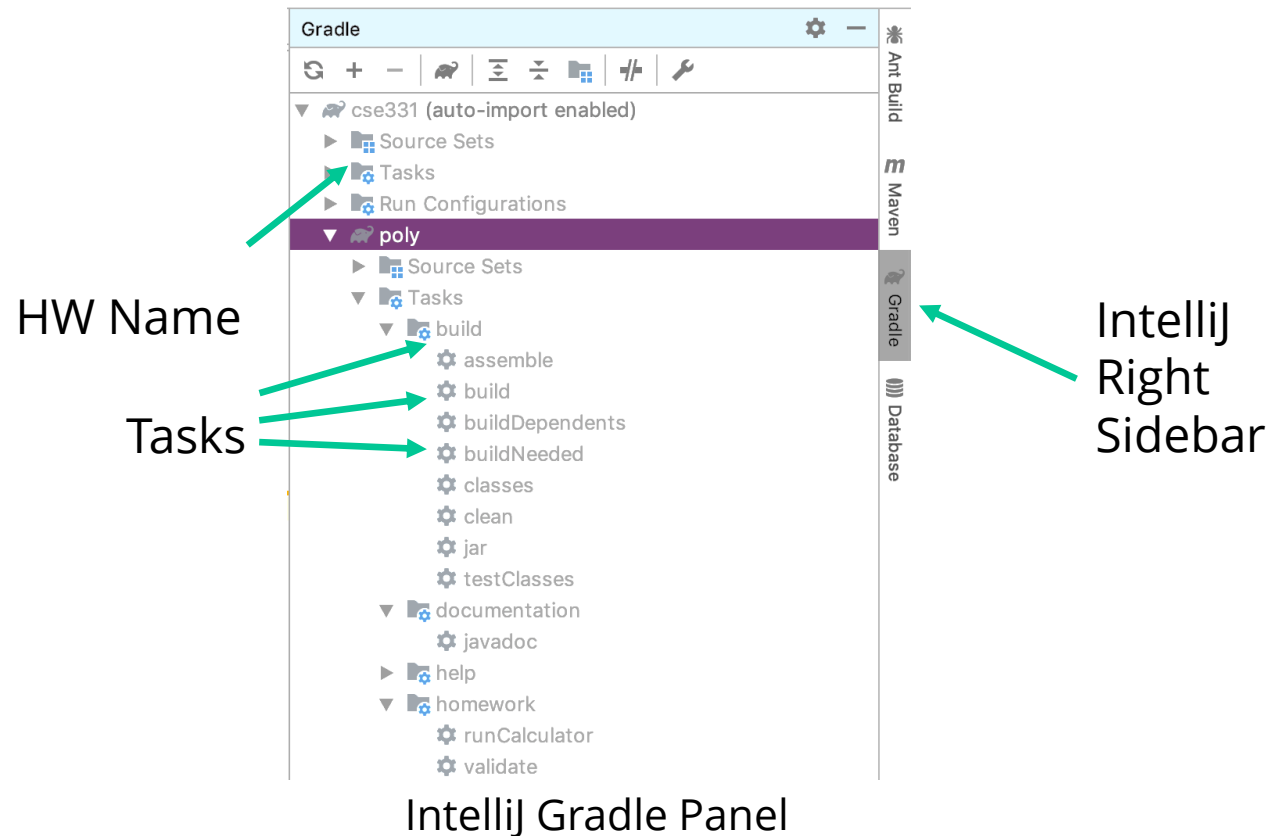 Gradle
cse331 (auto-import enabled)
Source Sets
Tasks
Run Configurations
poly
Source Sets
Tasks
build
assemble
build
buildDependents
buildNeeded
classes
clean
jar
testClasses
documentation
javadoc
help
homework
runCalculator
validate
Ant Build
m Maven
Gradle
Database
HW Name
Tasks
IntelliJ
Right
Sidebar
IntelliJ Gradle Panel